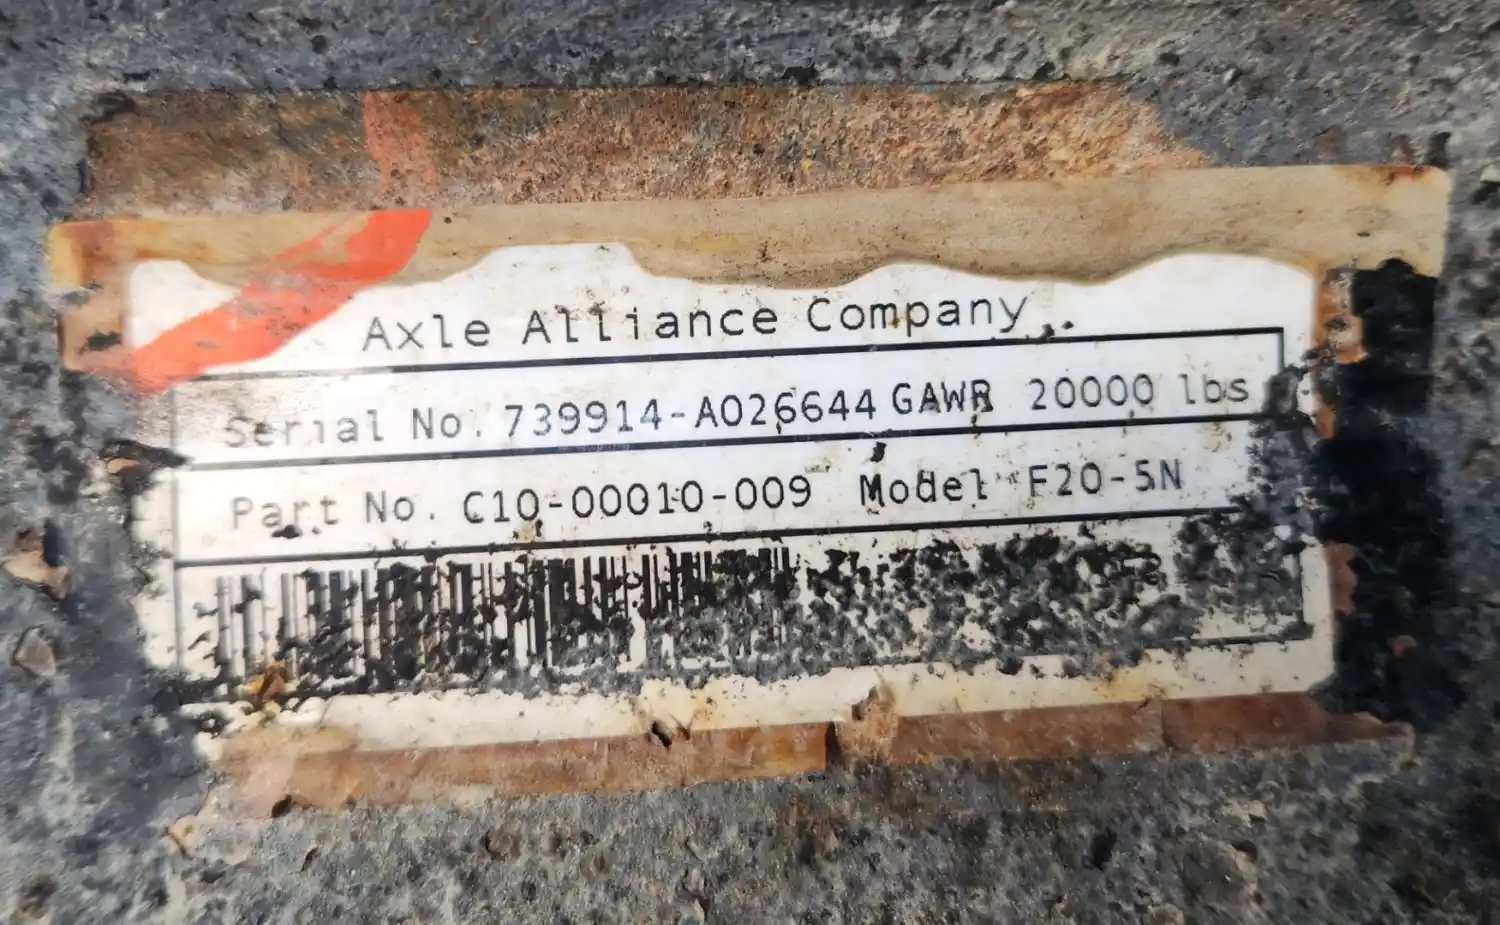 Axle Alliance Company
Serial No. 739914-A026644 GAWR 20000 lbs
Part No. C10-00010-009 Model F20-5N